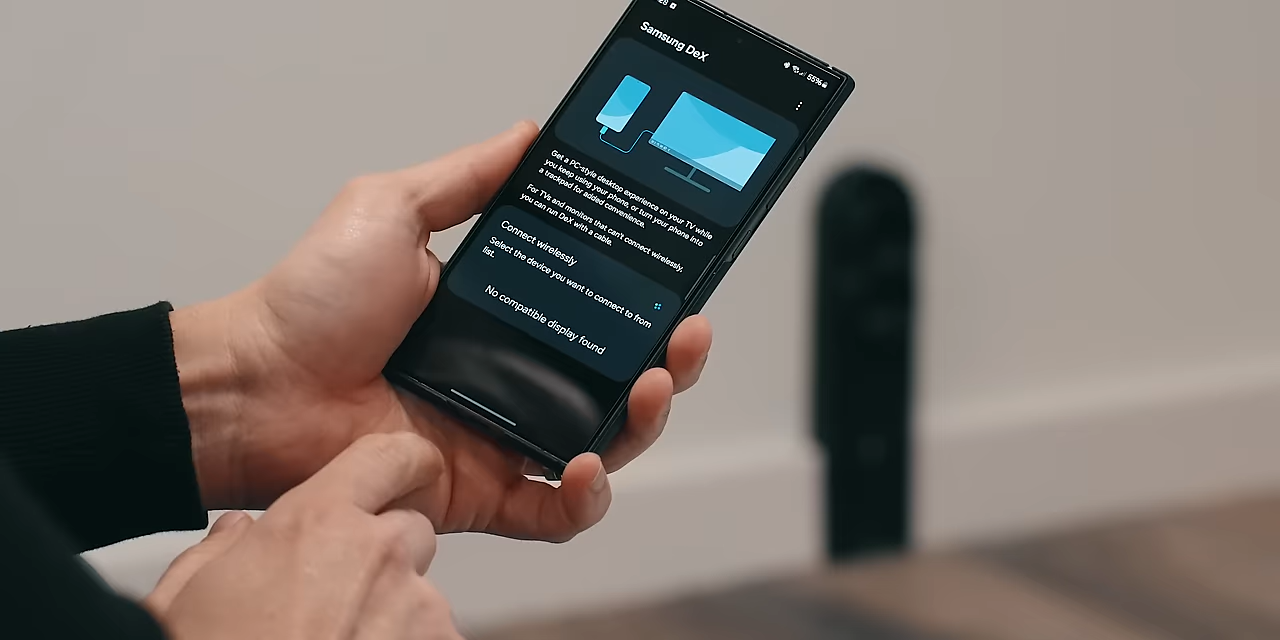 Samsung DeX
55%
Get a PC-style desktop experience on your TV while
you keep using your phone, or turn your phone into
a trackpad for added convenience.
For TVs and monitors that can't connect wirelessly,
you can run DeX with a cable.
Connect wirelessly
Select the device you want to connect to from
list.
No compatible display found